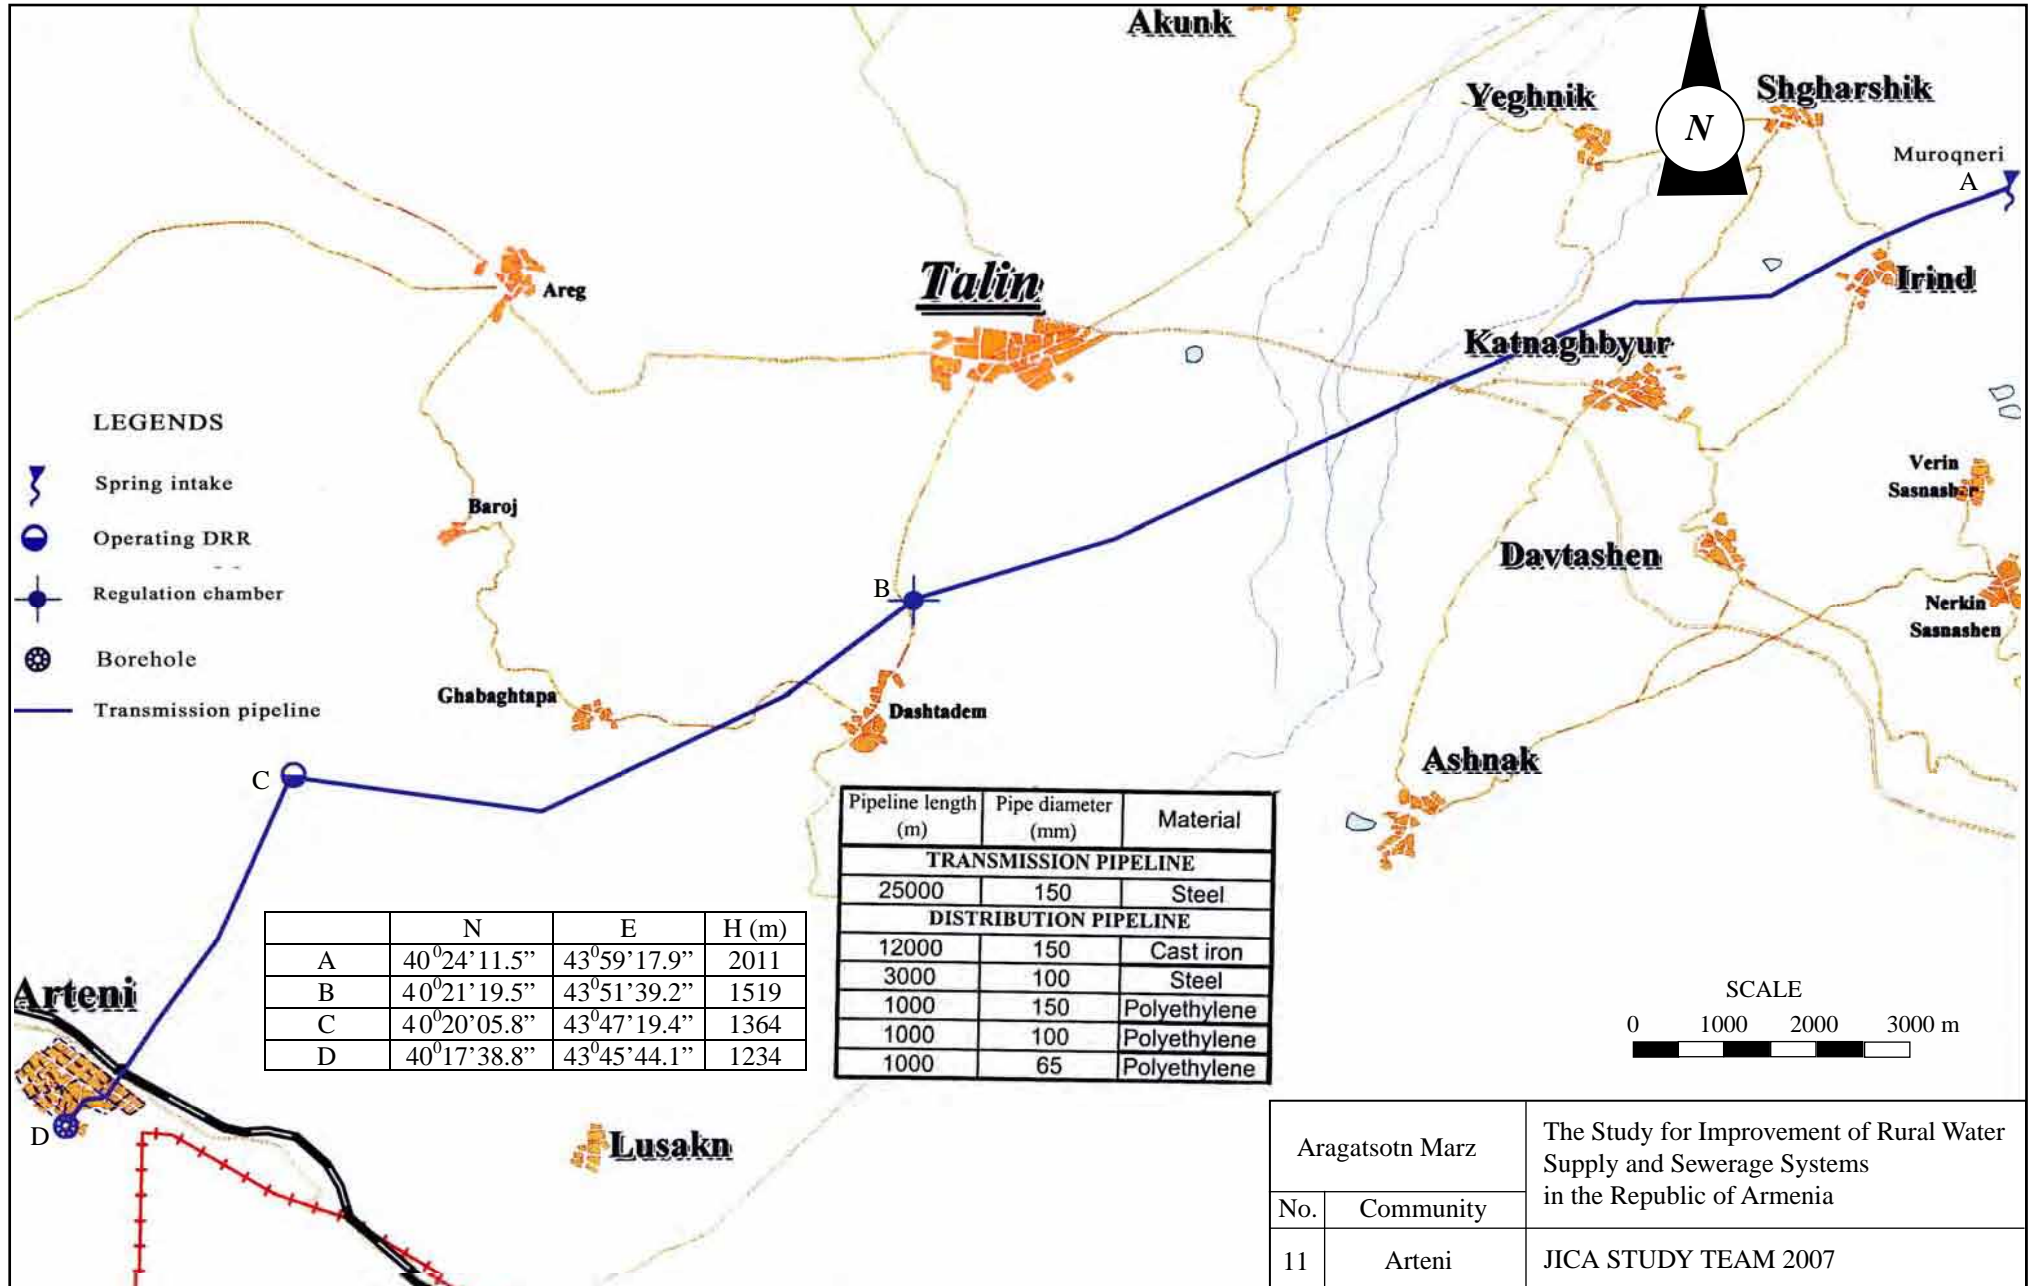 Akunk
Yeghnik
Shgharshik
N
Muroqneri
A
Talin
Areg
Irind
Katnaghbyur
LEGENDS
Spring intake
Operating DRR
Regulation chamber
Borehole
Transmission pipeline
Baroj
Verin
Sasnasher
Davtashen
B
Nerkin
Sasnashen
Ghabaghtapa
Dashtadem
Ashnak
C
Pipeline length (m) Pipe diameter (mm) Material
TRANSMISSION PIPELINE
25000 150 Steel
DISTRIBUTION PIPELINE
12000 150 Cast iron
3000 100 Steel
1000 150 Polyethylene
1000 100 Polyethylene
1000 65 Polyethylene
N E H (m)
A 40⁰24’11.5” 43⁰59’17.9” 2011
B 40⁰21’19.5” 43⁰51’39.2” 1519
C 40⁰20’05.8” 43⁰47’19.4” 1364
D 40⁰17’38.8” 43⁰45’44.1” 1234
Arteni
D
Lusakn
SCALE
0 1000 2000 3000 m
Aragatsotn Marz
The Study for Improvement of Rural Water
Supply and Sewerage Systems
in the Republic of Armenia
No. Community
11 Arteni JICA STUDY TEAM 2007